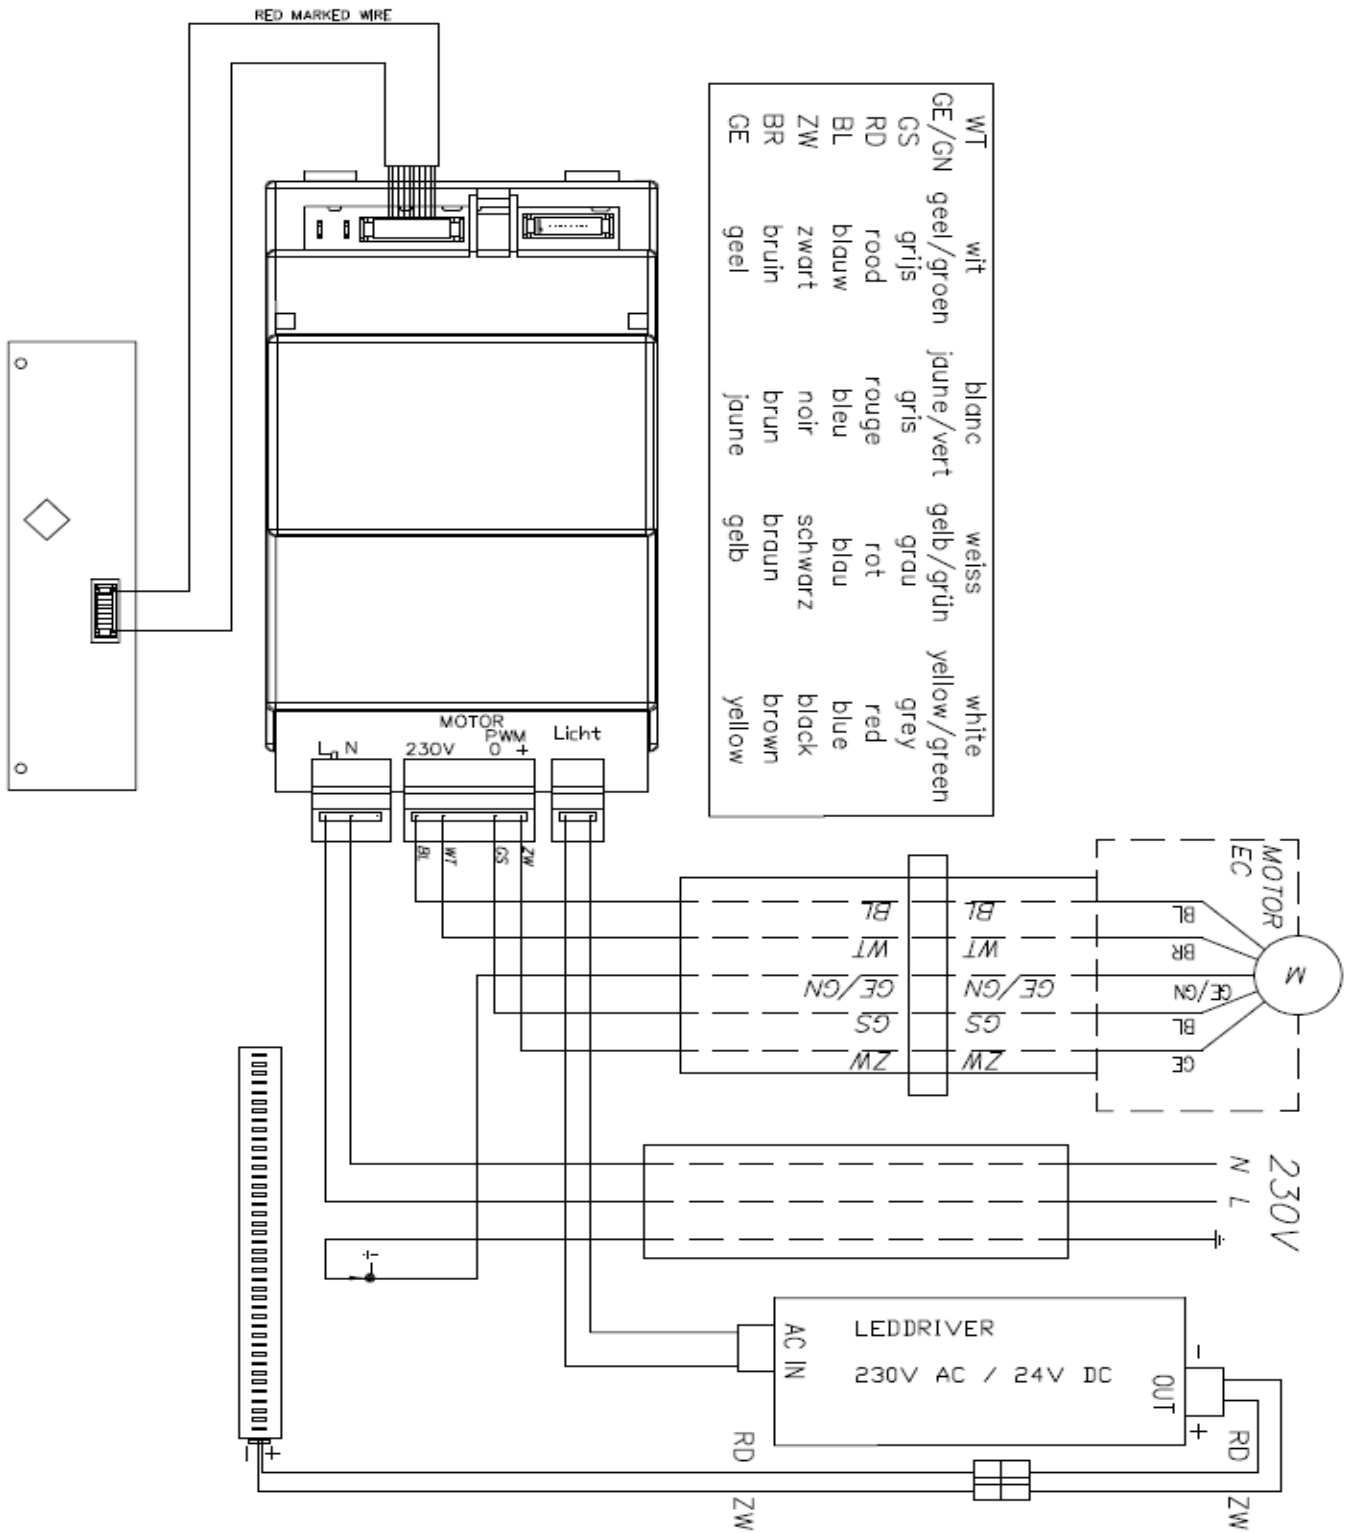 RED MARKED WIRE
WT wit blanc weiss white
GE/GN geel/groen jaune/vert gelb/grün yellow/green
GS grijs gris grau grey
RD rood rouge rot red
BL blauw bleu blau blue
ZW zwart noir schwarz black
BR bruin brun braun brown
GE geel jaune gelb yellow
MOTOR
PWM
L N 230V 0 + Licht
BL WT GS ZW
MOTOR
EC
M
BL BL BL
WT WT BR
GE/GN GE/GN GE/GN
GS GS BL
ZW ZW GE
230V
N
L
LEDDRIVER
230V AC / 24V DC
AC IN
OUT
-
+
- +
RD RD
ZW ZW